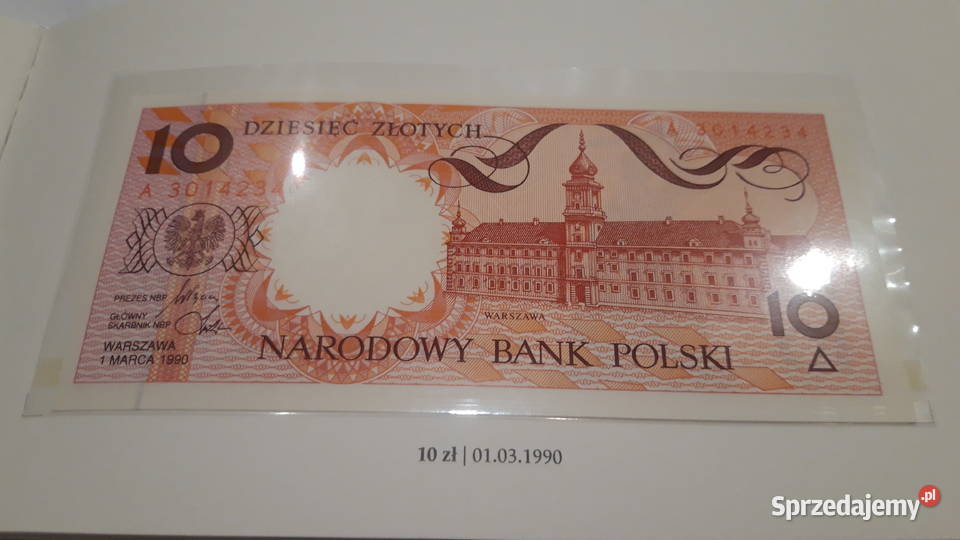 10
DZIESIĘĆ ZŁOTYCH
A 3014234
A 3014234
PREZES NBP
GŁÓWNY
SKARBNIK NBP
WARSZAWA
1 MARCA 1990
WARSZAWA
10
NARODOWY BANK POLSKI
10 zł | 01.03.1990
Sprzedajemy.pl